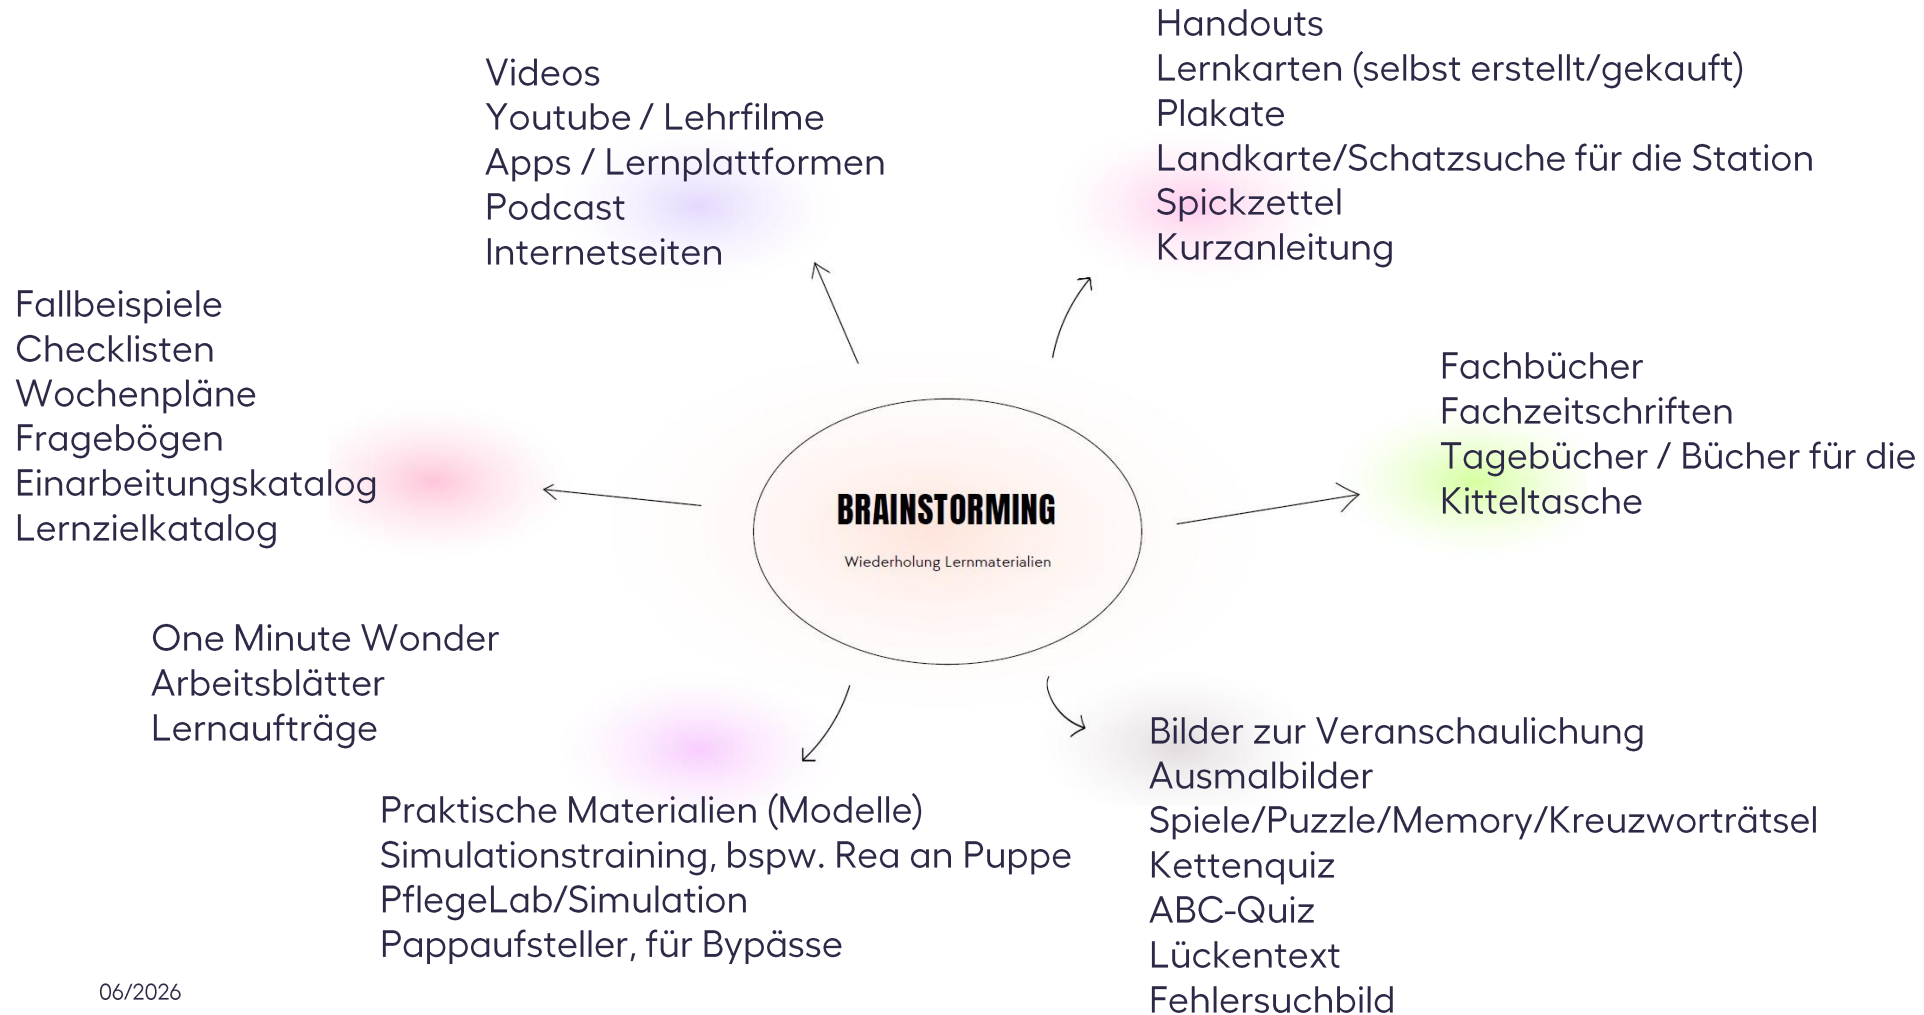 Videos
Youtube / Lehrfilme
Apps / Lernplattformen
Podcast
Internetseiten
Handouts
Lernkarten (selbst erstellt/gekauft)
Plakate
Landkarte/Schatzsuche für die Station
Spickzettel
Kurzanleitung
Fallbeispiele
Checklisten
Wochenpläne
Fragebögen
Einarbeitungskatalog
Lernzielkatalog
BRAINSTORMING
Wiederholung Lernmaterialien
Fachbücher
Fachzeitschriften
Tagebücher / Bücher für die
Kitteltasche
One Minute Wonder
Arbeitsblätter
Lernaufträge
Praktische Materialien (Modelle)
Simulationstraining, bspw. Rea an Puppe
PflegeLab/Simulation
Pappaufsteller, für Bypässe
Bilder zur Veranschaulichung
Ausmalbilder
Spiele/Puzzle/Memory/Kreuzworträtsel
Kettenquiz
ABC-Quiz
Lückentext
Fehlersuchbild
06/2026